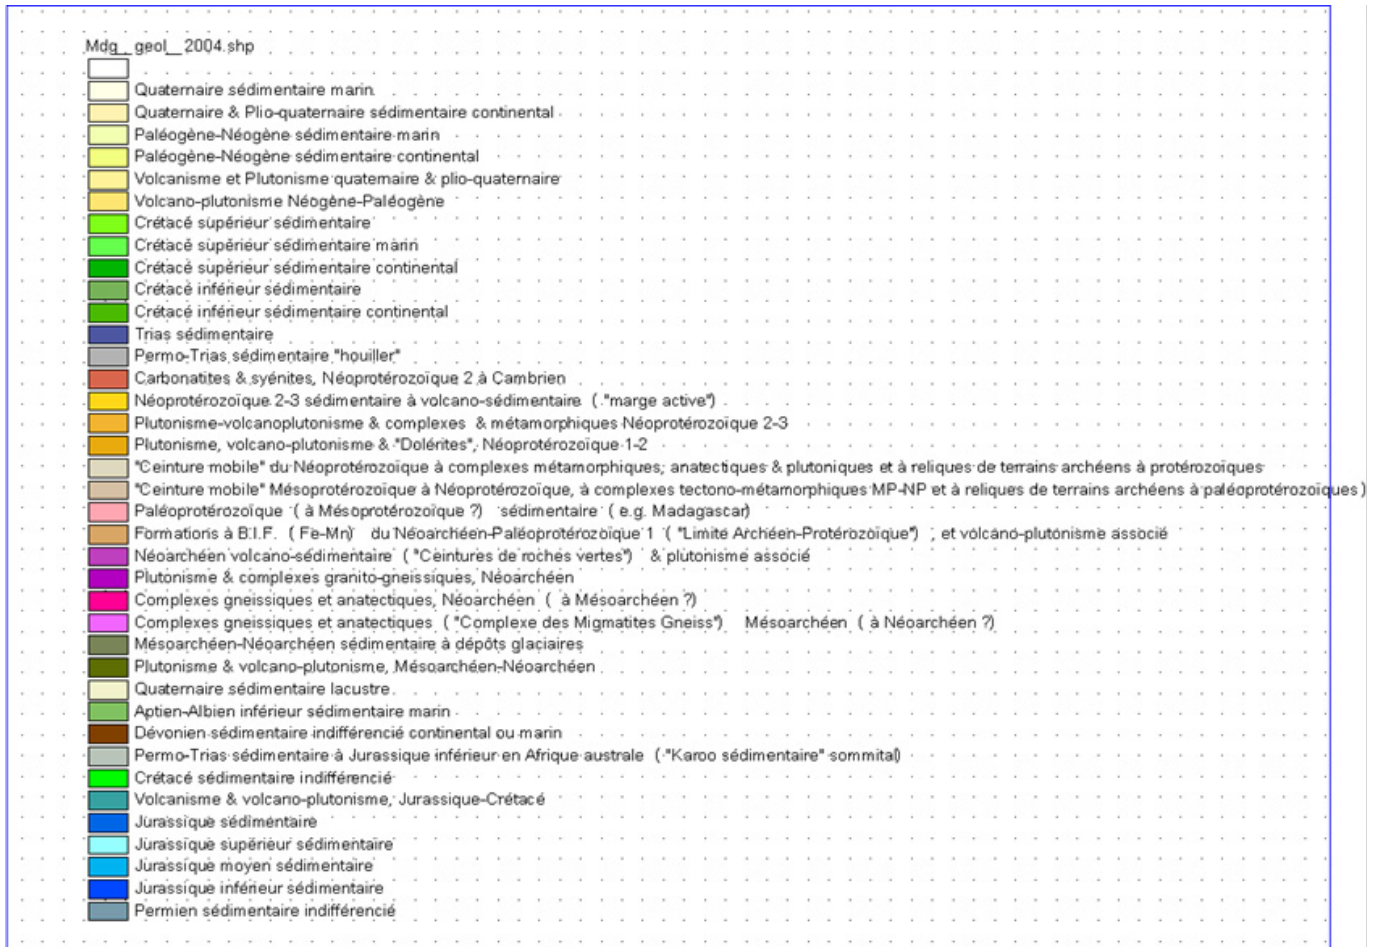 Mdg__geol__2004.shp
Quaternaire sédimentaire marin
Quaternaire & Plio-quaternaire sédimentaire continental
Paléogène-Néogène sédimentaire marin
Paléogène-Néogène sédimentaire continental
Volcanisme et Plutonisme quaternaire & plio-quaternaire
Volcano-plutonisme Néogène-Paléogène
Crétacé supérieur sédimentaire
Crétacé supérieur sédimentaire marin
Crétacé supérieur sédimentaire continental
Crétacé inférieur sédimentaire
Crétacé inférieur sédimentaire continental
Trias sédimentaire
Permo-Trias sédimentaire "houiller"
Carbonatites & syénites, Néoprotérozoïque 2 à Cambrien
Néoprotérozoïque 2-3 sédimentaire à volcano-sédimentaire ( "marge active")
Plutonisme-volcanoplutonisme & complexes & métamorphiques Néoprotérozoïque 2-3
Plutonisme, volcano-plutonisme & "Dolérites", Néoprotérozoïque 1-2
"Ceinture mobile" du Néoprotérozoïque à complexes métamorphiques, anatectiques & plutoniques et à reliques de terrains archéens à protérozoïques
"Ceinture mobile" Mésoprotérozoïque à Néoprotérozoïque, à complexes tectono-métamorphiques MP-NP et à reliques de terrains archéens à paléoprotérozoïques)
Paléoprotérozoïque ( à Mésoprotérozoïque ?) sédimentaire ( e.g. Madagascar)
Formations à B.I.F. ( Fe-Mn) du Néoarchéen-Paléoprotérozoïque 1 ( "Limite Archéen-Protérozoïque") ; et volcano-plutonisme associé
Néoarchéen volcano-sédimentaire ( "Ceintures de roches vertes") & plutonisme associé
Plutonisme & complexes granito-gneissiques, Néoarchéen
Complexes gneissiques et anatectiques, Néoarchéen ( à Mésoarchéen ?)
Complexes gneissiques et anatectiques ( "Complexe des Migmatites Gneiss") Mésoarchéen ( à Néoarchéen ?)
Mésoarchéen-Néoarchéen sédimentaire à dépôts glaciaires
Plutonisme & volcano-plutonisme, Mésoarchéen-Néoarchéen
Quaternaire sédimentaire lacustre
Aptien-Albien inférieur sédimentaire marin
Dévonien sédimentaire indifférencié continental ou marin
Permo-Trias sédimentaire à Jurassique inférieur en Afrique australe ( "Karoo sédimentaire" sommital)
Crétacé sédimentaire indifférencié
Volcanisme & volcano-plutonisme, Jurassique-Crétacé
Jurassique sédimentaire
Jurassique supérieur sédimentaire
Jurassique moyen sédimentaire
Jurassique inférieur sédimentaire
Permien sédimentaire indifférencié